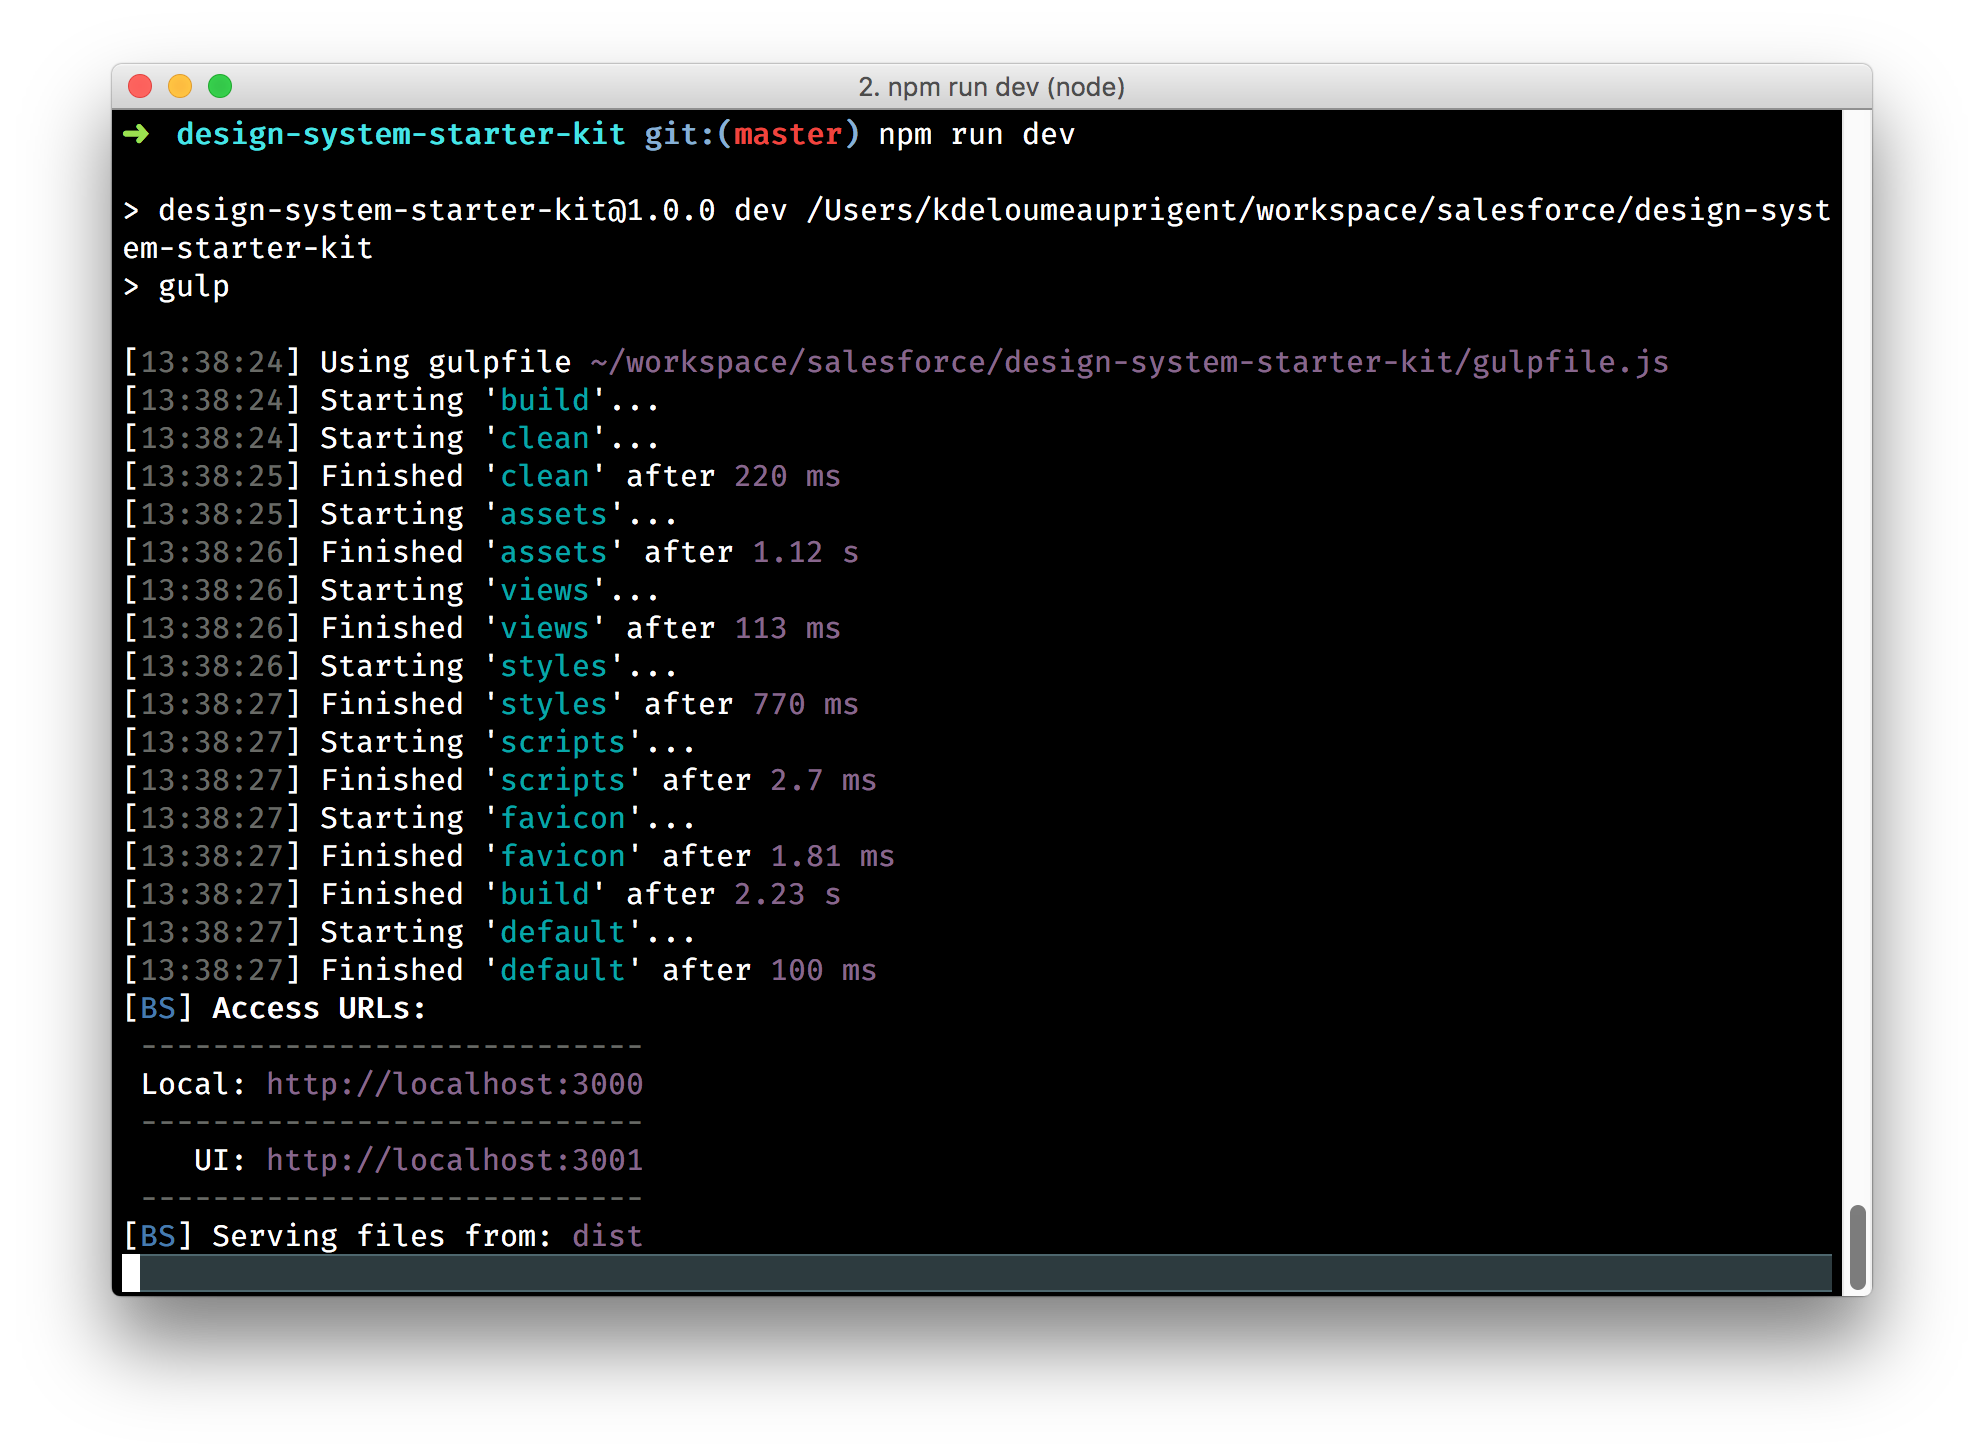 2. npm run dev (node)
➜ design-system-starter-kit git:(master) npm run dev
> design-system-starter-kit@1.0.0 dev /Users/kdeloumeauprigent/workspace/salesforce/design-syst
em-starter-kit
> gulp
[13:38:24] Using gulpfile ~/workspace/salesforce/design-system-starter-kit/gulpfile.js
[13:38:24] Starting 'build'...
[13:38:24] Starting 'clean'...
[13:38:25] Finished 'clean' after 220 ms
[13:38:25] Starting 'assets'...
[13:38:26] Finished 'assets' after 1.12 s
[13:38:26] Starting 'views'...
[13:38:26] Finished 'views' after 113 ms
[13:38:26] Starting 'styles'...
[13:38:27] Finished 'styles' after 770 ms
[13:38:27] Starting 'scripts'...
[13:38:27] Finished 'scripts' after 2.7 ms
[13:38:27] Starting 'favicon'...
[13:38:27] Finished 'favicon' after 1.81 ms
[13:38:27] Finished 'build' after 2.23 s
[13:38:27] Starting 'default'...
[13:38:27] Finished 'default' after 100 ms
[BS] Access URLs:
----------------------------
Local: http://localhost:3000
----------------------------
UI: http://localhost:3001
----------------------------
[BS] Serving files from: dist